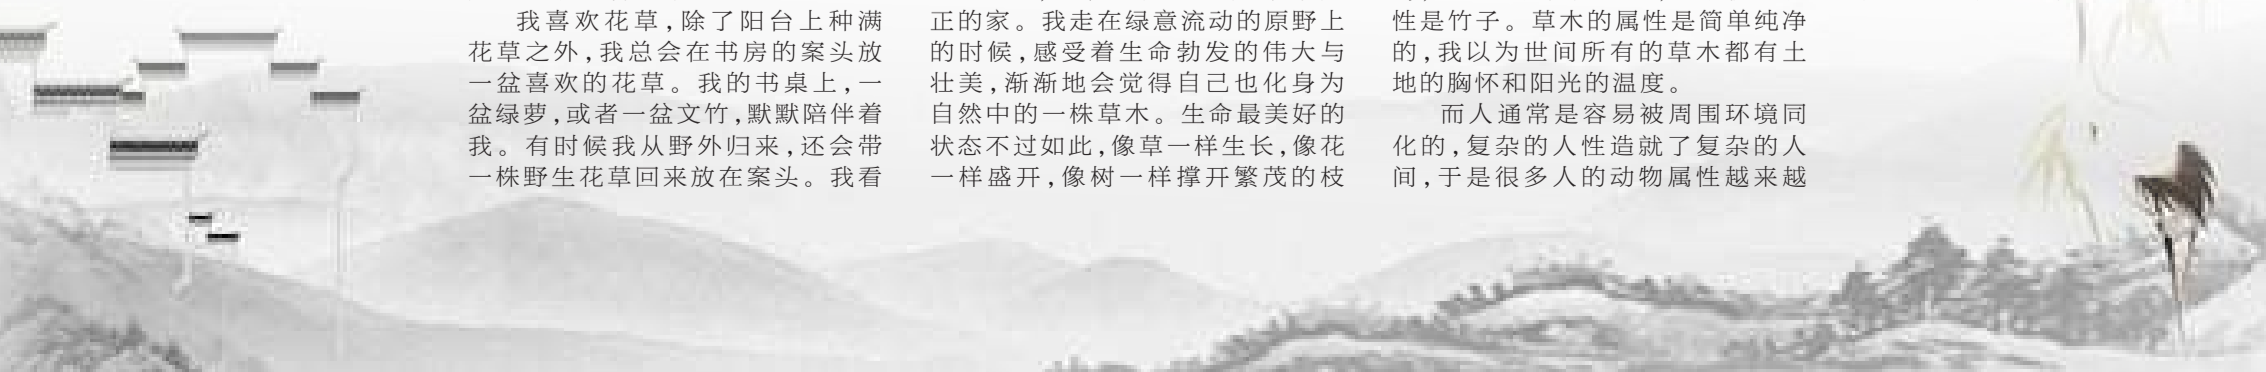 我喜欢花草,除了阳台上种满
花草之外,我总会在书房的案头放
一盆喜欢的花草。我的书桌上,一
盆绿萝,或者一盆文竹,默默陪伴着
我。有时候我从野外归来,还会带
一株野生花草回来放在案头。我看
正的家。我走在绿意流动的原野上
的时候,感受着生命勃发的伟大与
壮美,渐渐地会觉得自己也化身为
自然中的一株草木。生命最美好的
状态不过如此,像草一样生长,像花
一样盛开,像树一样撑开繁茂的枝
性是竹子。草木的属性是简单纯净
的,我以为世间所有的草木都有土
地的胸怀和阳光的温度。
而人通常是容易被周围环境同
化的,复杂的人性造就了复杂的人
间,于是很多人的动物属性越来越